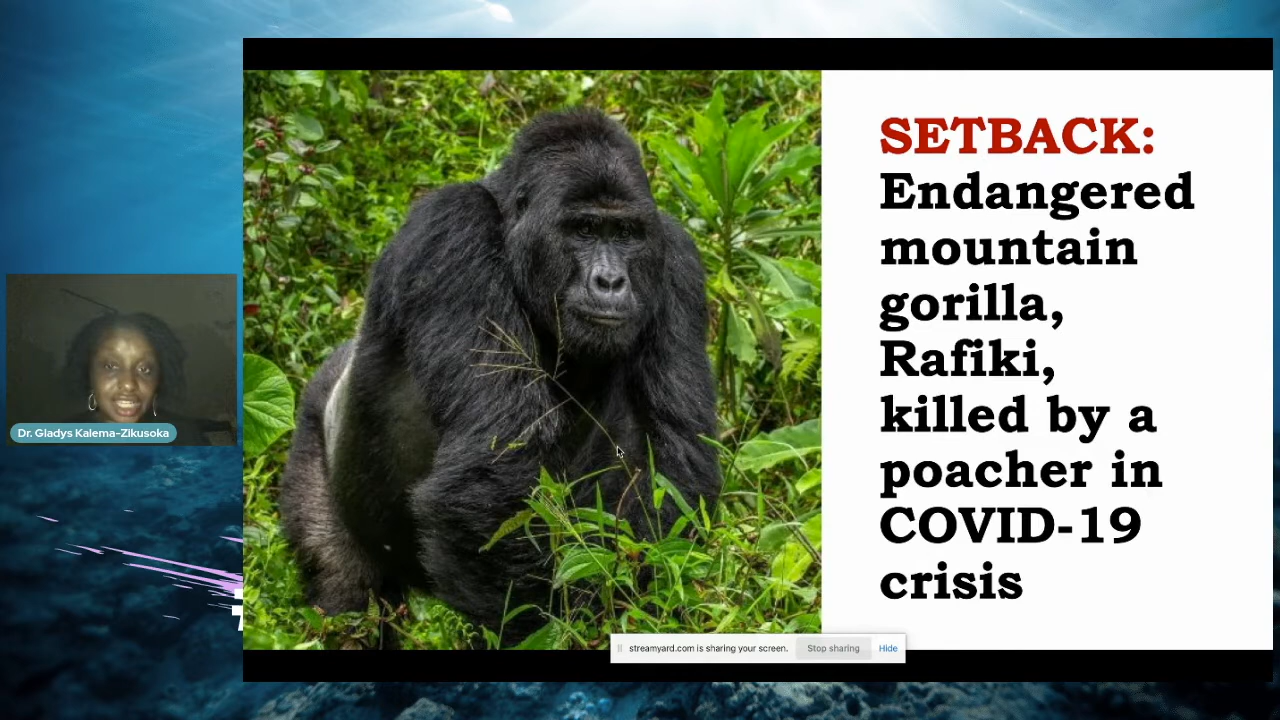 SETBACK:
Endangered
mountain
gorilla,
Rafiki,
killed by a
poacher in
COVID-19
crisis
Dr. Gladys Kalema-Zikusoka
streamyard.com is sharing your screen. Stop sharing Hide